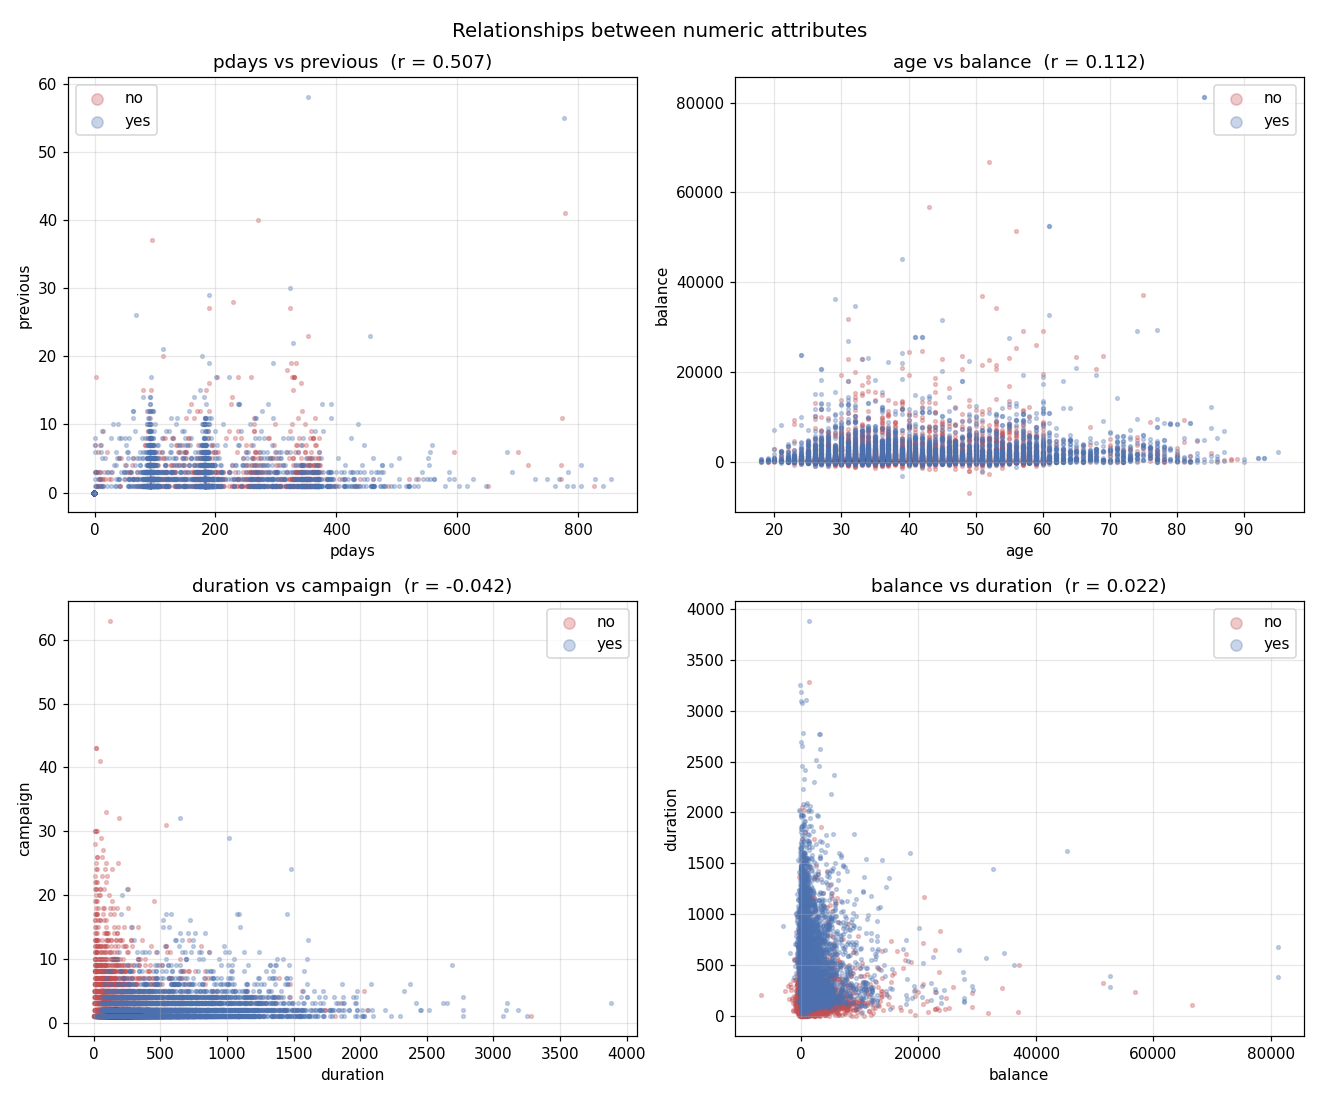 Relationships between numeric attributes
pdays vs previous  (r = 0.507)
60
50
40
30
20
10
0
previous
no
yes
0 200 400 600 800
pdays
age vs balance  (r = 0.112)
80000
60000
40000
20000
0
balance
no
yes
20 30 40 50 60 70 80 90
age
duration vs campaign  (r = -0.042)
60
50
40
30
20
10
0
campaign
no
yes
0 500 1000 1500 2000 2500 3000 3500 4000
duration
balance vs duration  (r = 0.022)
4000
3500
3000
2500
2000
1500
1000
500
0
duration
no
yes
0 20000 40000 60000 80000
balance